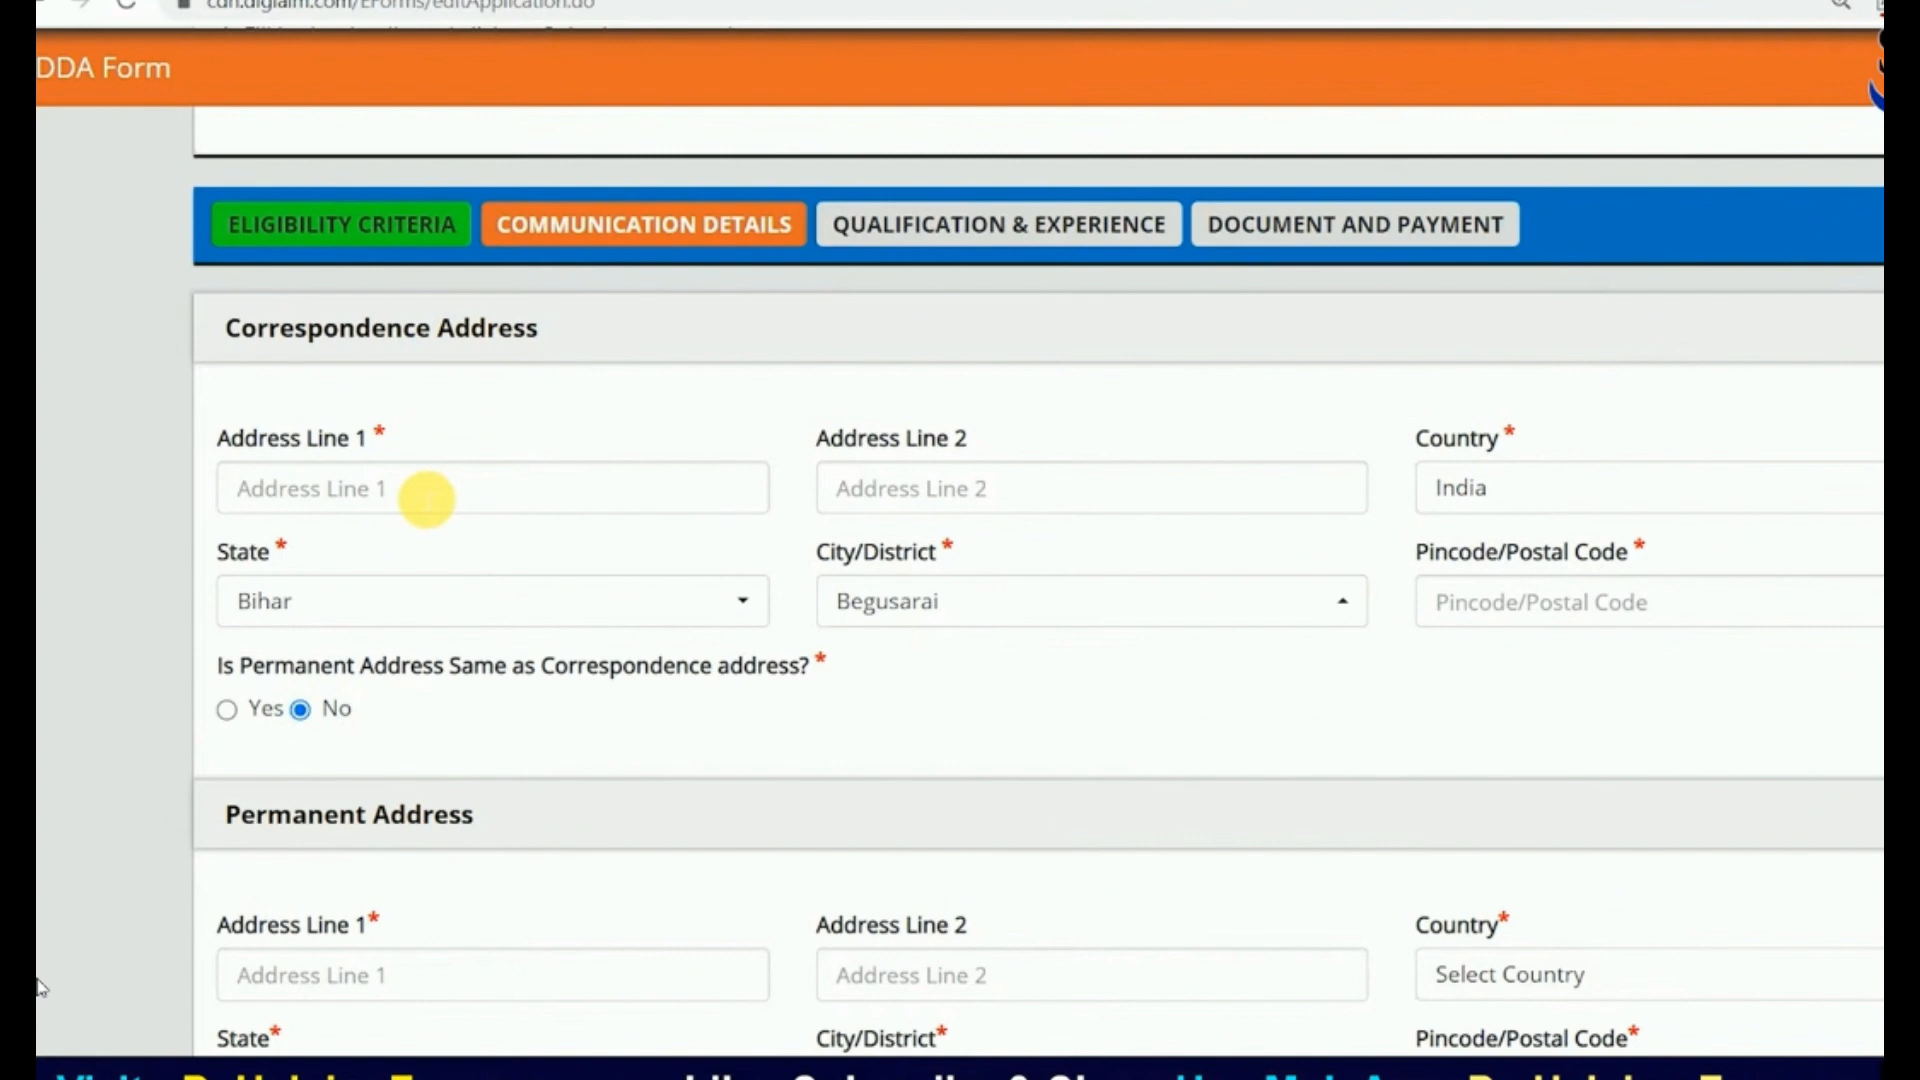 DDA Form
ELIGIBILITY CRITERIA COMMUNICATION DETAILS QUALIFICATION & EXPERIENCE DOCUMENT AND PAYMENT
Correspondence Address
Address Line 1 * Address Line 2 Country *
Address Line 1 Address Line 2 India
State * City/District * Pincode/Postal Code *
Bihar Begusarai Pincode/Postal Code
Is Permanent Address Same as Correspondence address? *
Yes No
Permanent Address
Address Line 1* Address Line 2 Country*
Address Line 1 Address Line 2 Select Country
State* City/District* Pincode/Postal Code*